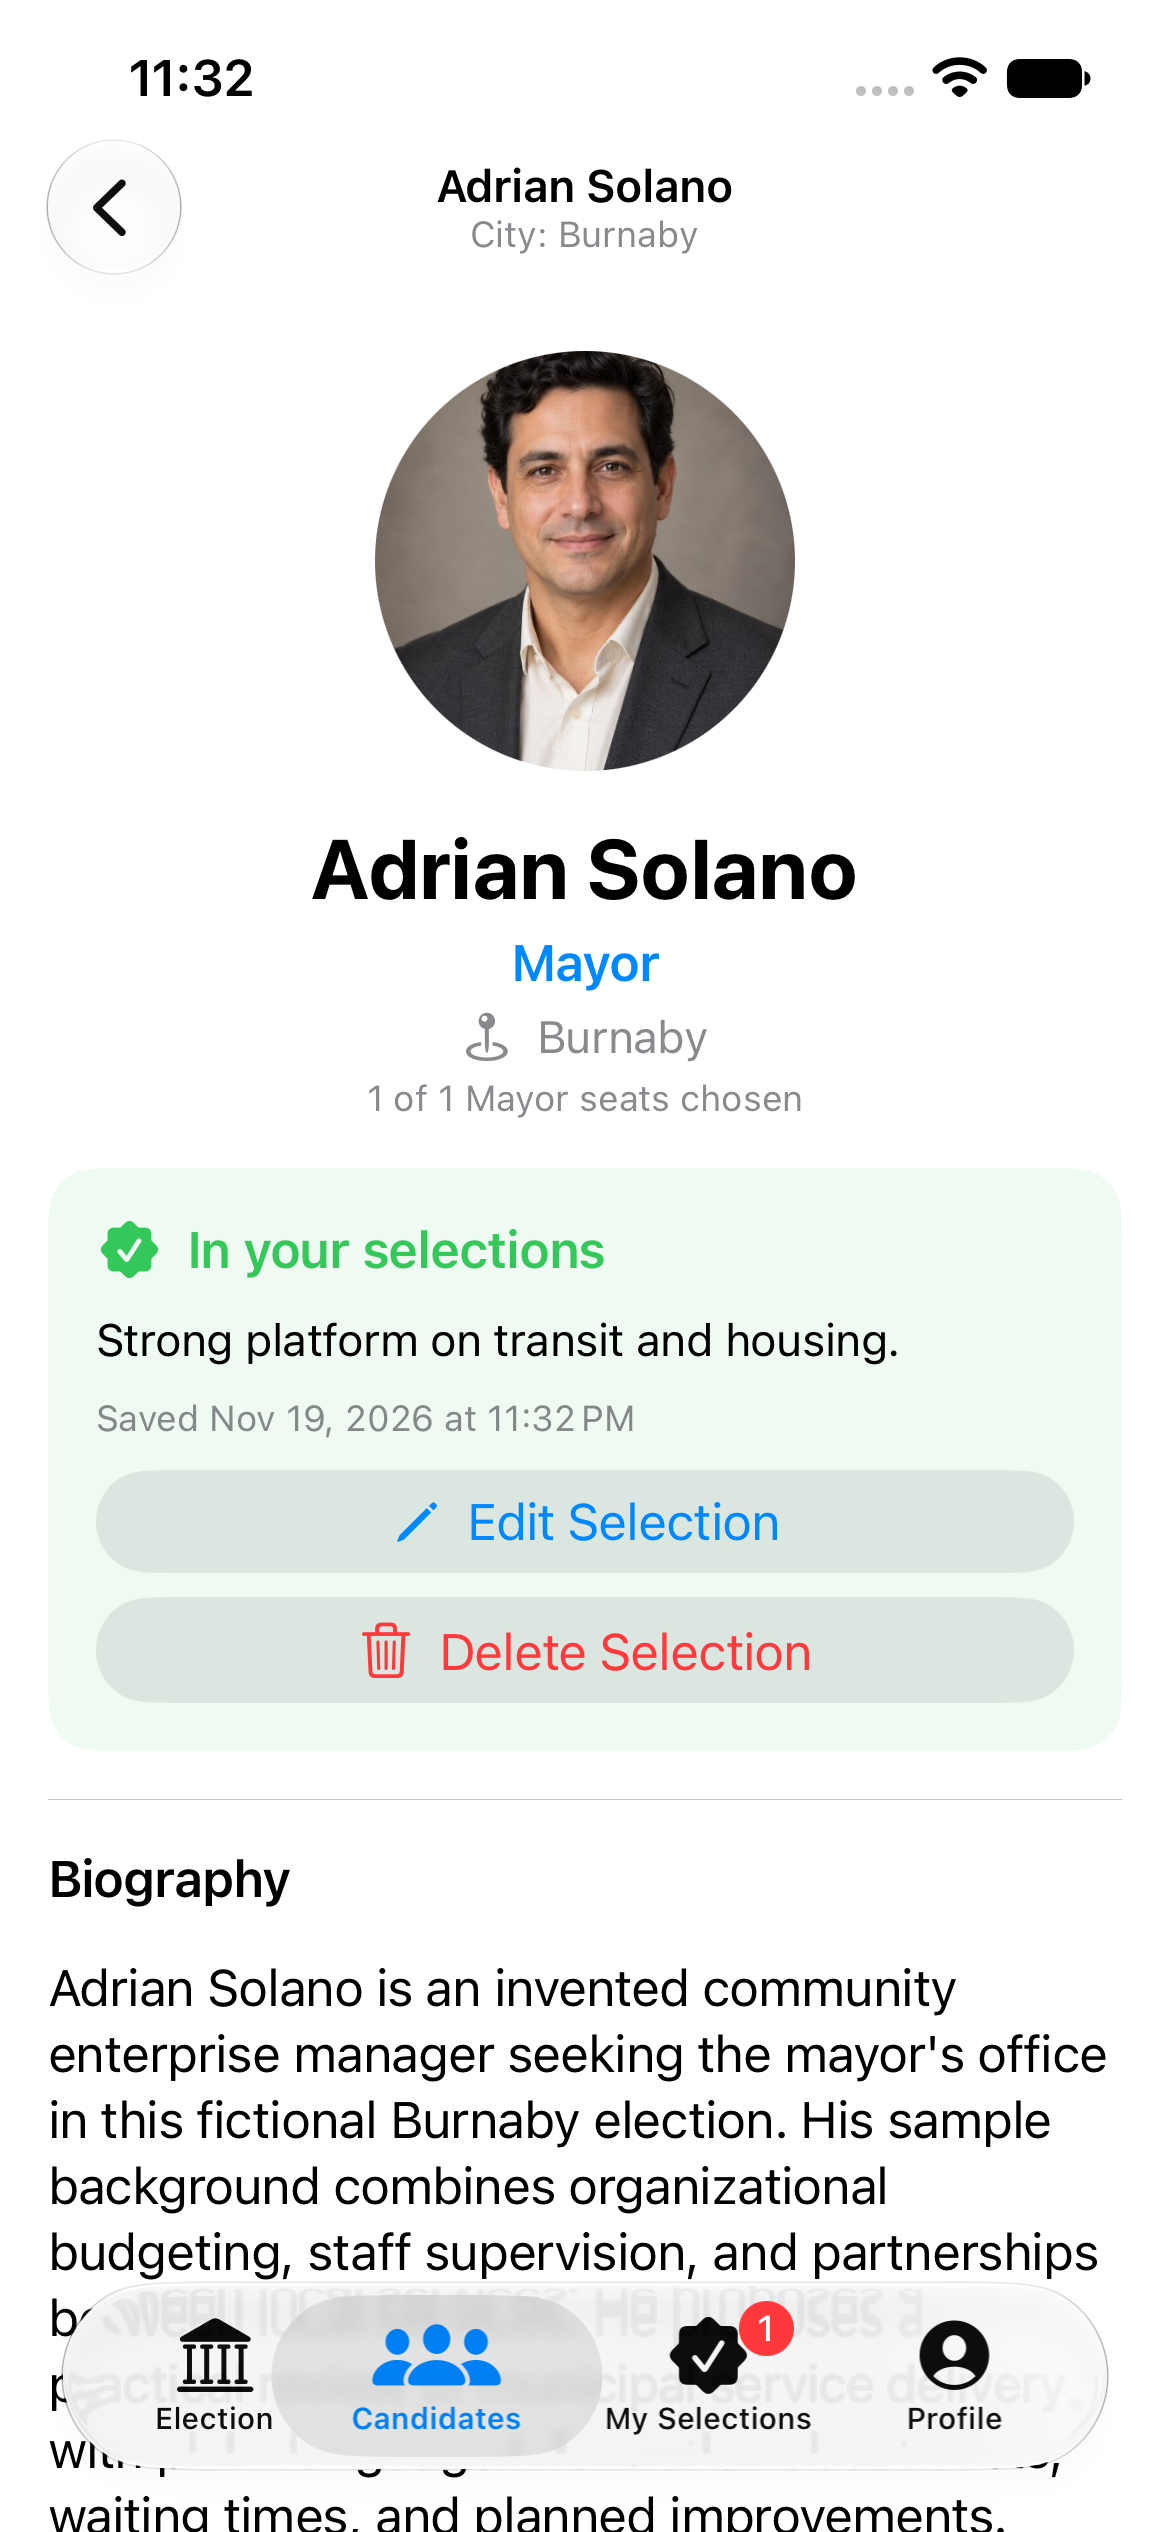 11:32
Adrian Solano
City: Burnaby
Adrian Solano
Mayor
Burnaby
1 of 1 Mayor seats chosen
In your selections
Strong platform on transit and housing.
Saved Nov 19, 2026 at 11:32 PM
Edit Selection
Delete Selection
Biography
Adrian Solano is an invented community
enterprise manager seeking the mayor's office
in this fictional Burnaby election. His sample
background combines organizational
budgeting, staff supervision, and partnerships
He proposes a
service delivery,
waiting times, and planned improvements.
1
Election
Candidates
My Selections
Profile